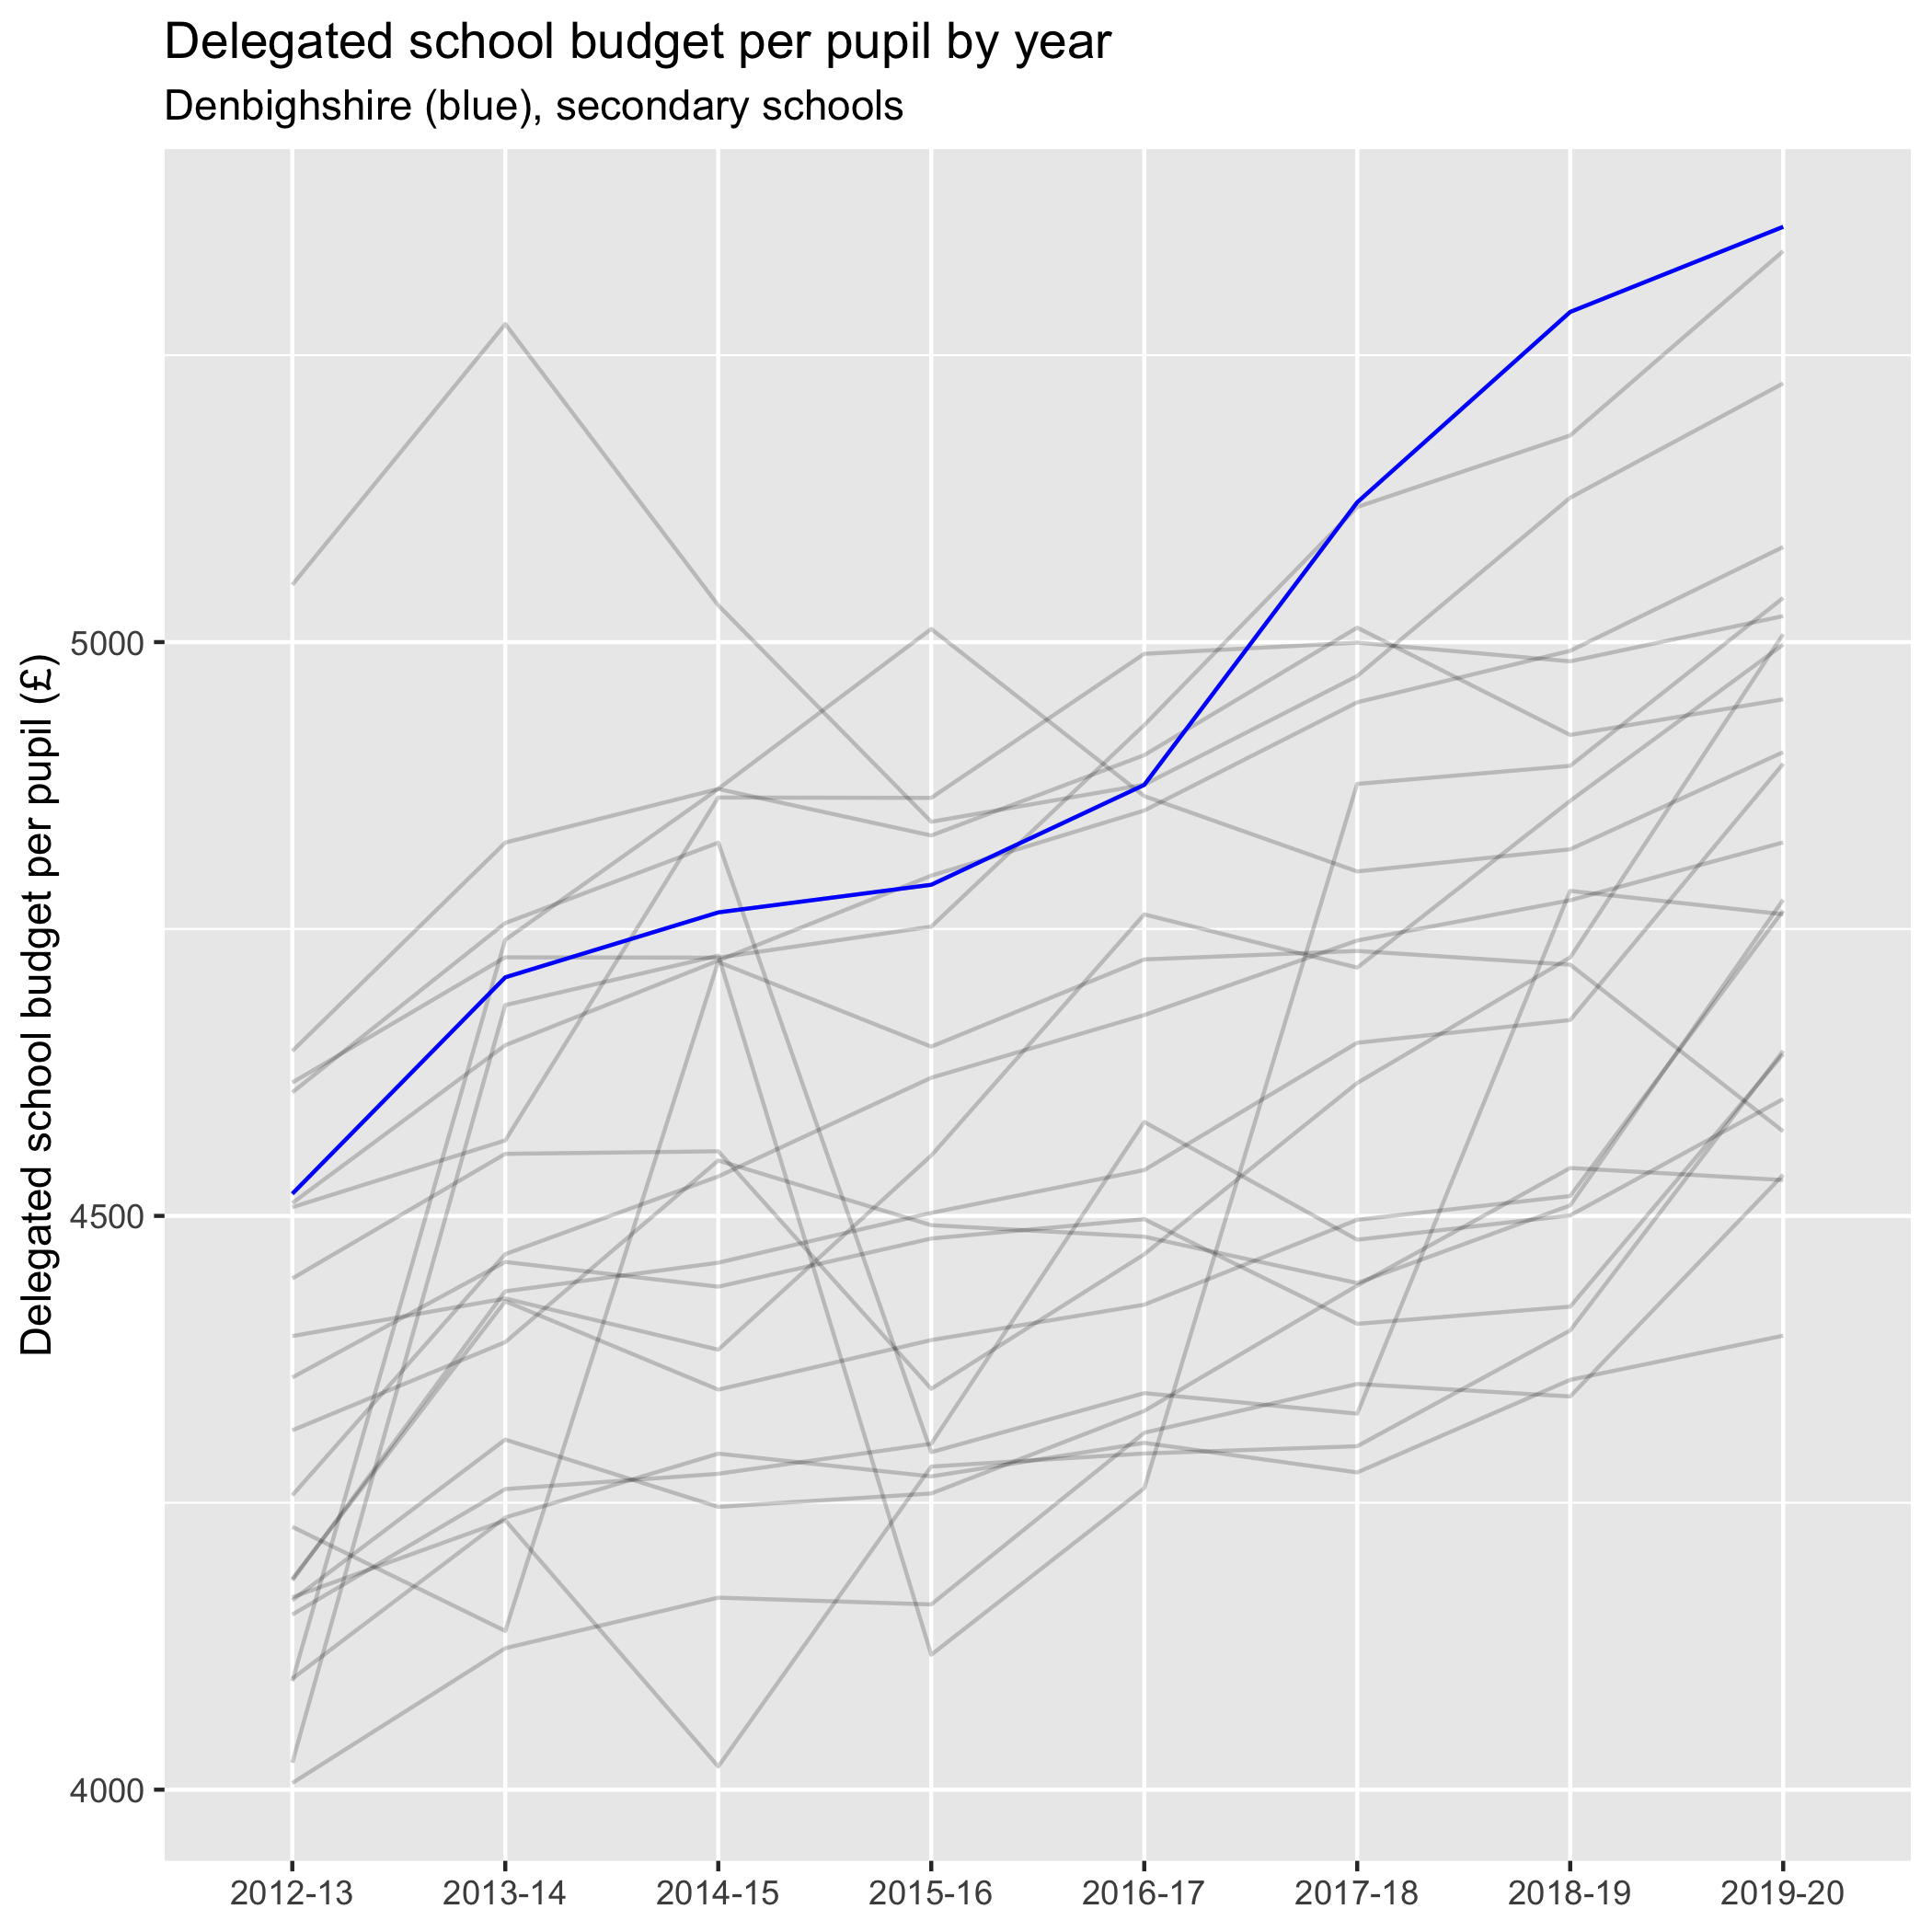 Delegated school budget per pupil by year
Denbighshire (blue), secondary schools
Delegated school budget per pupil (£)
5000
4500
4000
2012-13 2013-14 2014-15 2015-16 2016-17 2017-18 2018-19 2019-20